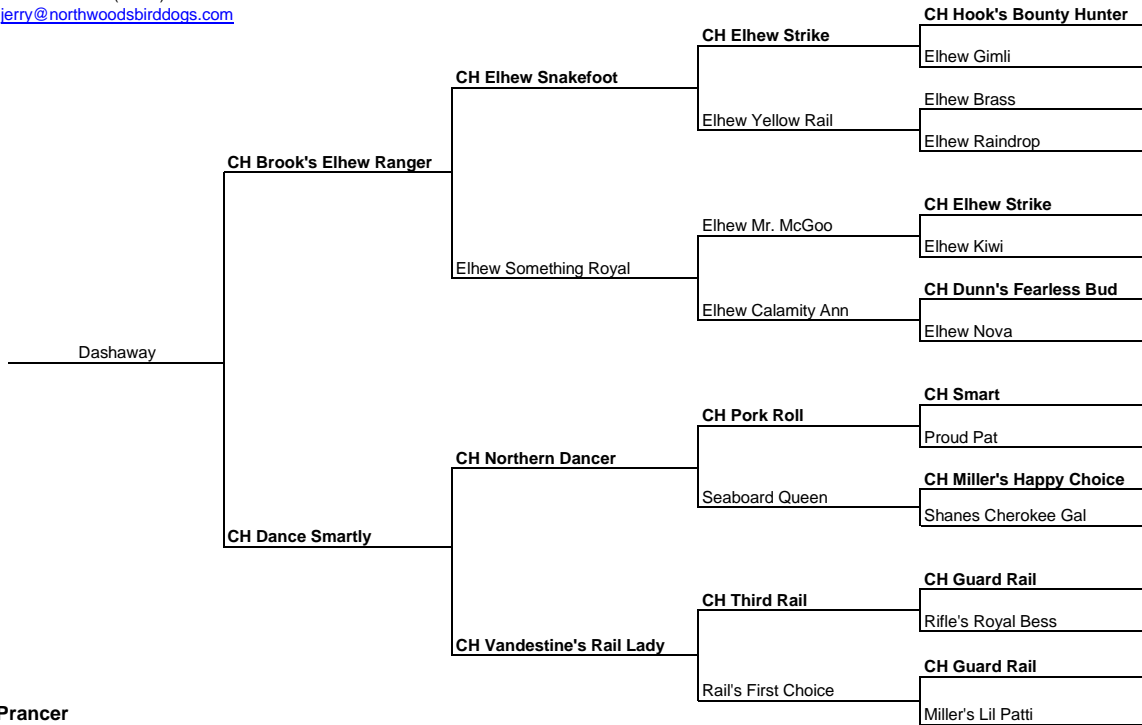 jerry@northwoodsbirddogs.com
CH Hook's Bounty Hunter
CH Elhew Strike
Elhew Gimli
CH Elhew Snakefoot
Elhew Brass
Elhew Yellow Rail
Elhew Raindrop
CH Brook's Elhew Ranger
CH Elhew Strike
Elhew Mr. McGoo
Elhew Kiwi
Elhew Something Royal
CH Dunn's Fearless Bud
Elhew Calamity Ann
Elhew Nova
Dashaway
CH Smart
CH Pork Roll
Proud Pat
CH Northern Dancer
CH Miller's Happy Choice
Seaboard Queen
Shanes Cherokee Gal
CH Dance Smartly
CH Guard Rail
CH Third Rail
Rifle's Royal Bess
CH Vandestine's Rail Lady
CH Guard Rail
Rail's First Choice
Miller's Lil Patti
Prancer